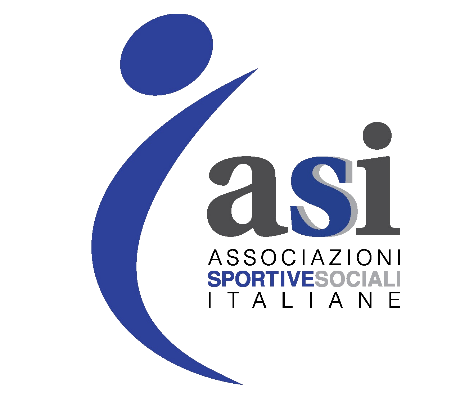 asi
ASSOCIAZIONI
SPORTIVESOCIALI
ITALIANE